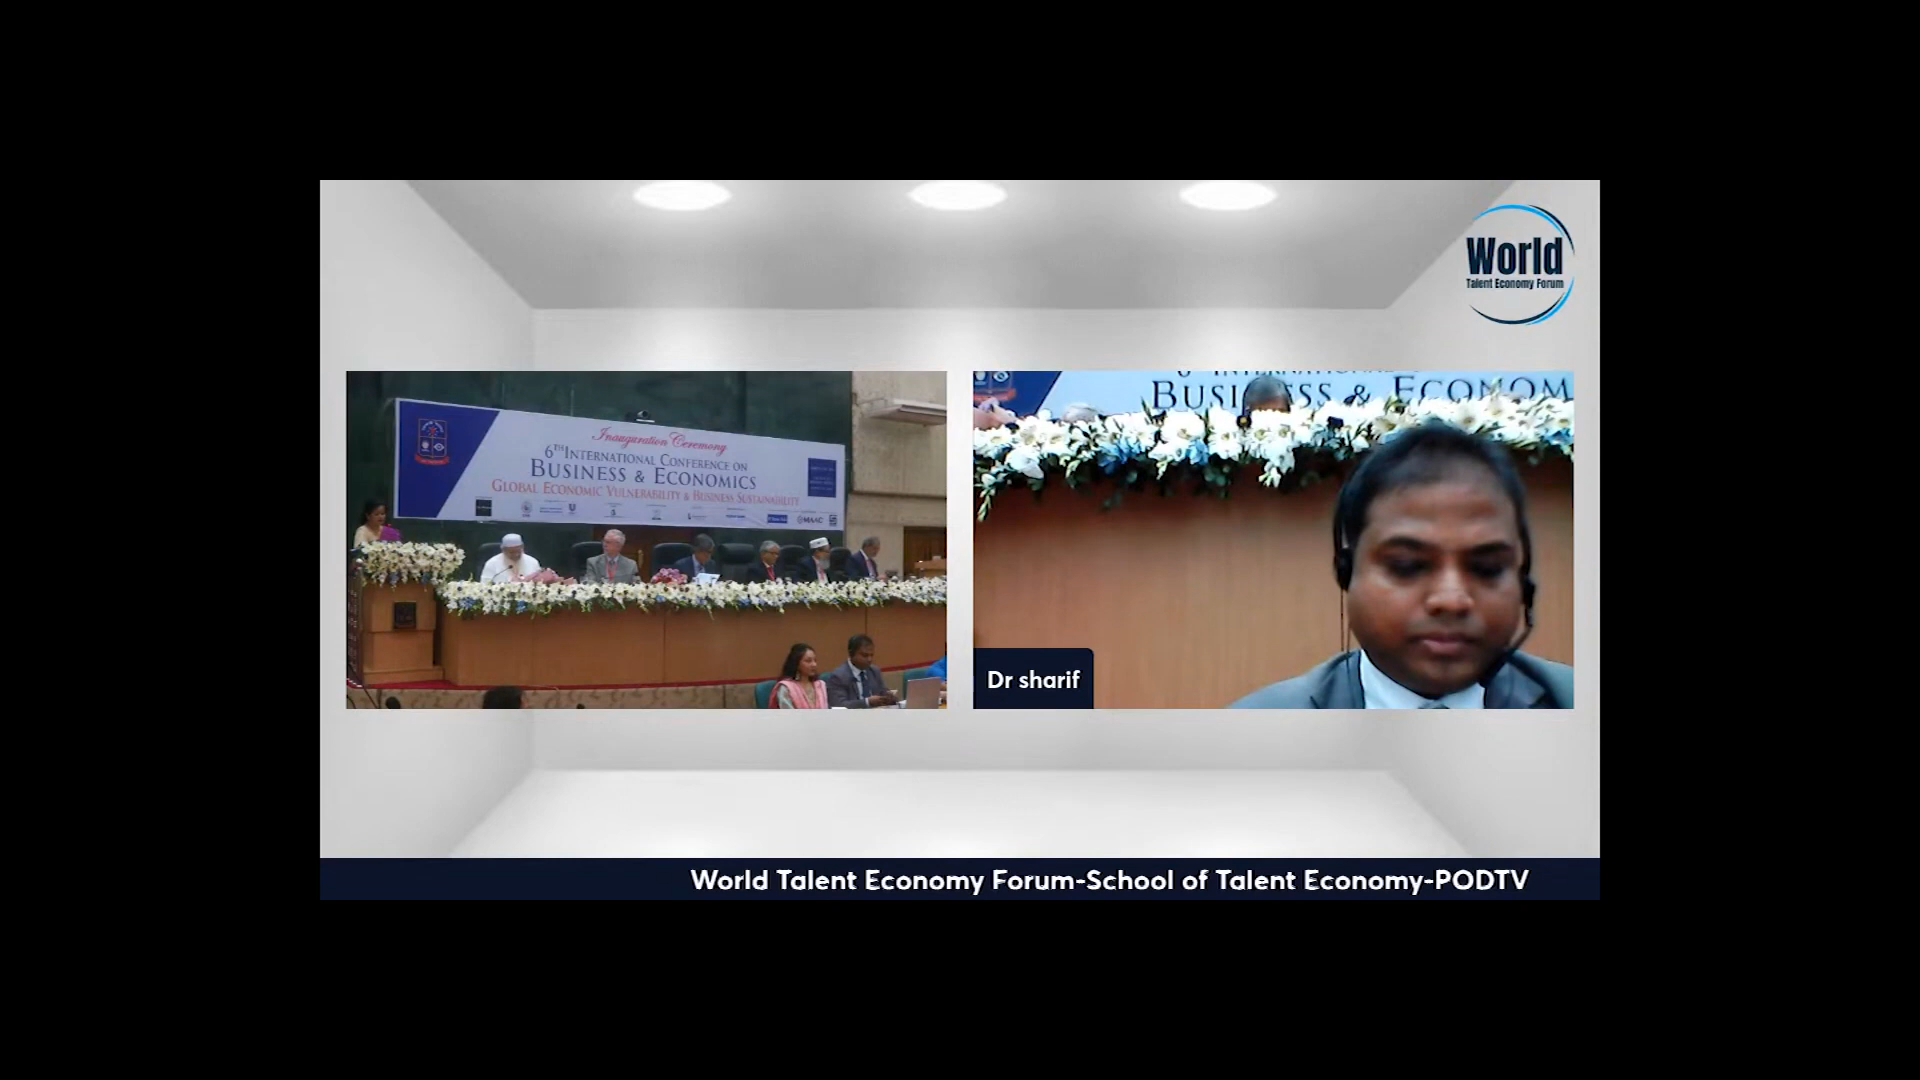 World
Talent Economy Forum
Inauguration Ceremony
6TH INTERNATIONAL CONFERENCE ON
BUSINESS & ECONOMICS
GLOBAL ECONOMIC VULNERABILITY & BUSINESS SUSTAINABILITY
MAAC
BUSINESS & ECONOM
Dr sharif
World Talent Economy Forum-School of Talent Economy-PODTV